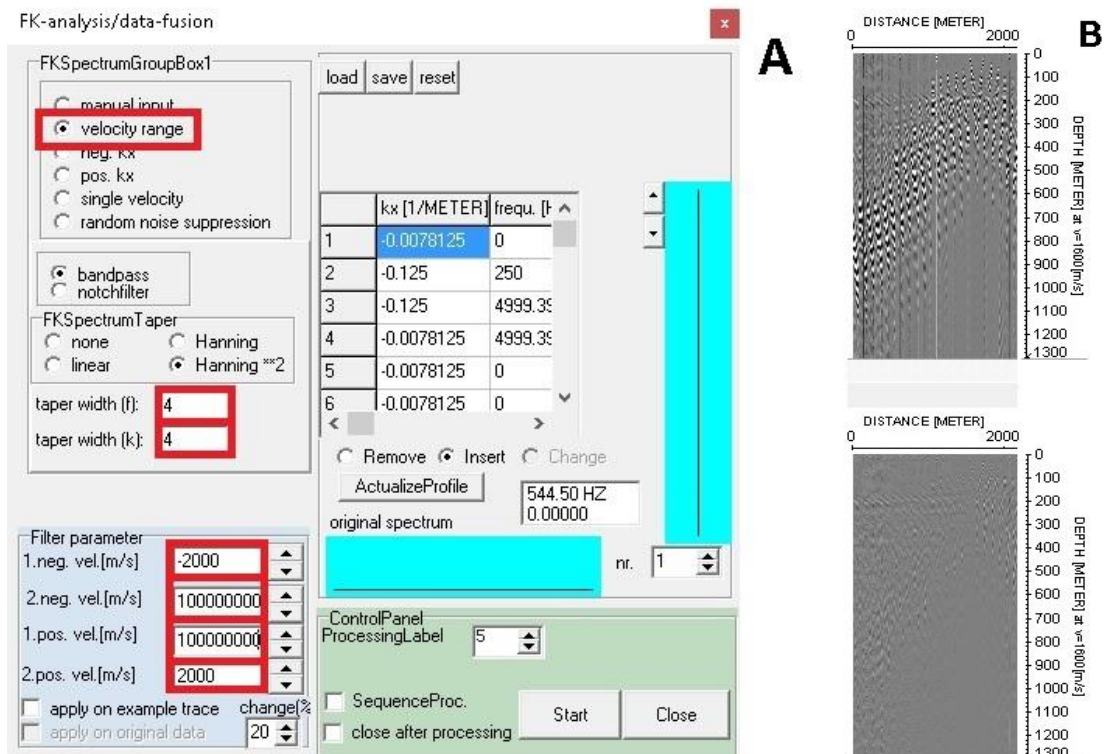 FK-analysis/data-fusion
x
A
B
FKSpectrumGroupBox1
manual input
velocity range
neg. kx
pos. kx
single velocity
random noise suppression
bandpass
notchfilter
FKSpectrumTaper
none
Hanning
linear
Hanning **2
taper width (f): 4
taper width (k): 4
Filter parameter
1.neg. vel.[m/s] -2000
2.neg. vel.[m/s] 100000000
1.pos. vel.[m/s] 100000000
2.pos. vel.[m/s] 2000
apply on example trace
change(%
apply on original data
20
load save reset
kx [1/METER] frequ. [H
1 -0.0078125 0
2 -0.125 250
3 -0.125 4999.39
4 -0.0078125 4999.39
5 -0.0078125 0
6 -0.0078125 0
Remove Insert Change
ActualizeProfile
544.50 HZ
0.00000
original spectrum
nr. 1
ControlPanel
ProcessingLabel 5
SequenceProc.
close after processing
Start
Close
DISTANCE [METER]
0 2000
0
100
200
300
400
500
600
700
800
900
1000
1100
1200
1300
DEPTH [METER] at v=1600[m/s]
DISTANCE [METER]
0 2000
0
100
200
300
400
500
600
700
800
900
1000
1100
1200
1300
DEPTH [METER] at v=1600[m/s]